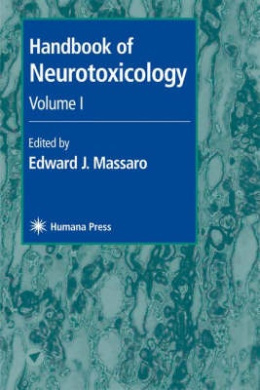 Handbook of
Neurotoxicology
Volume I
Edited by
Edward J. Massaro
Humana Press